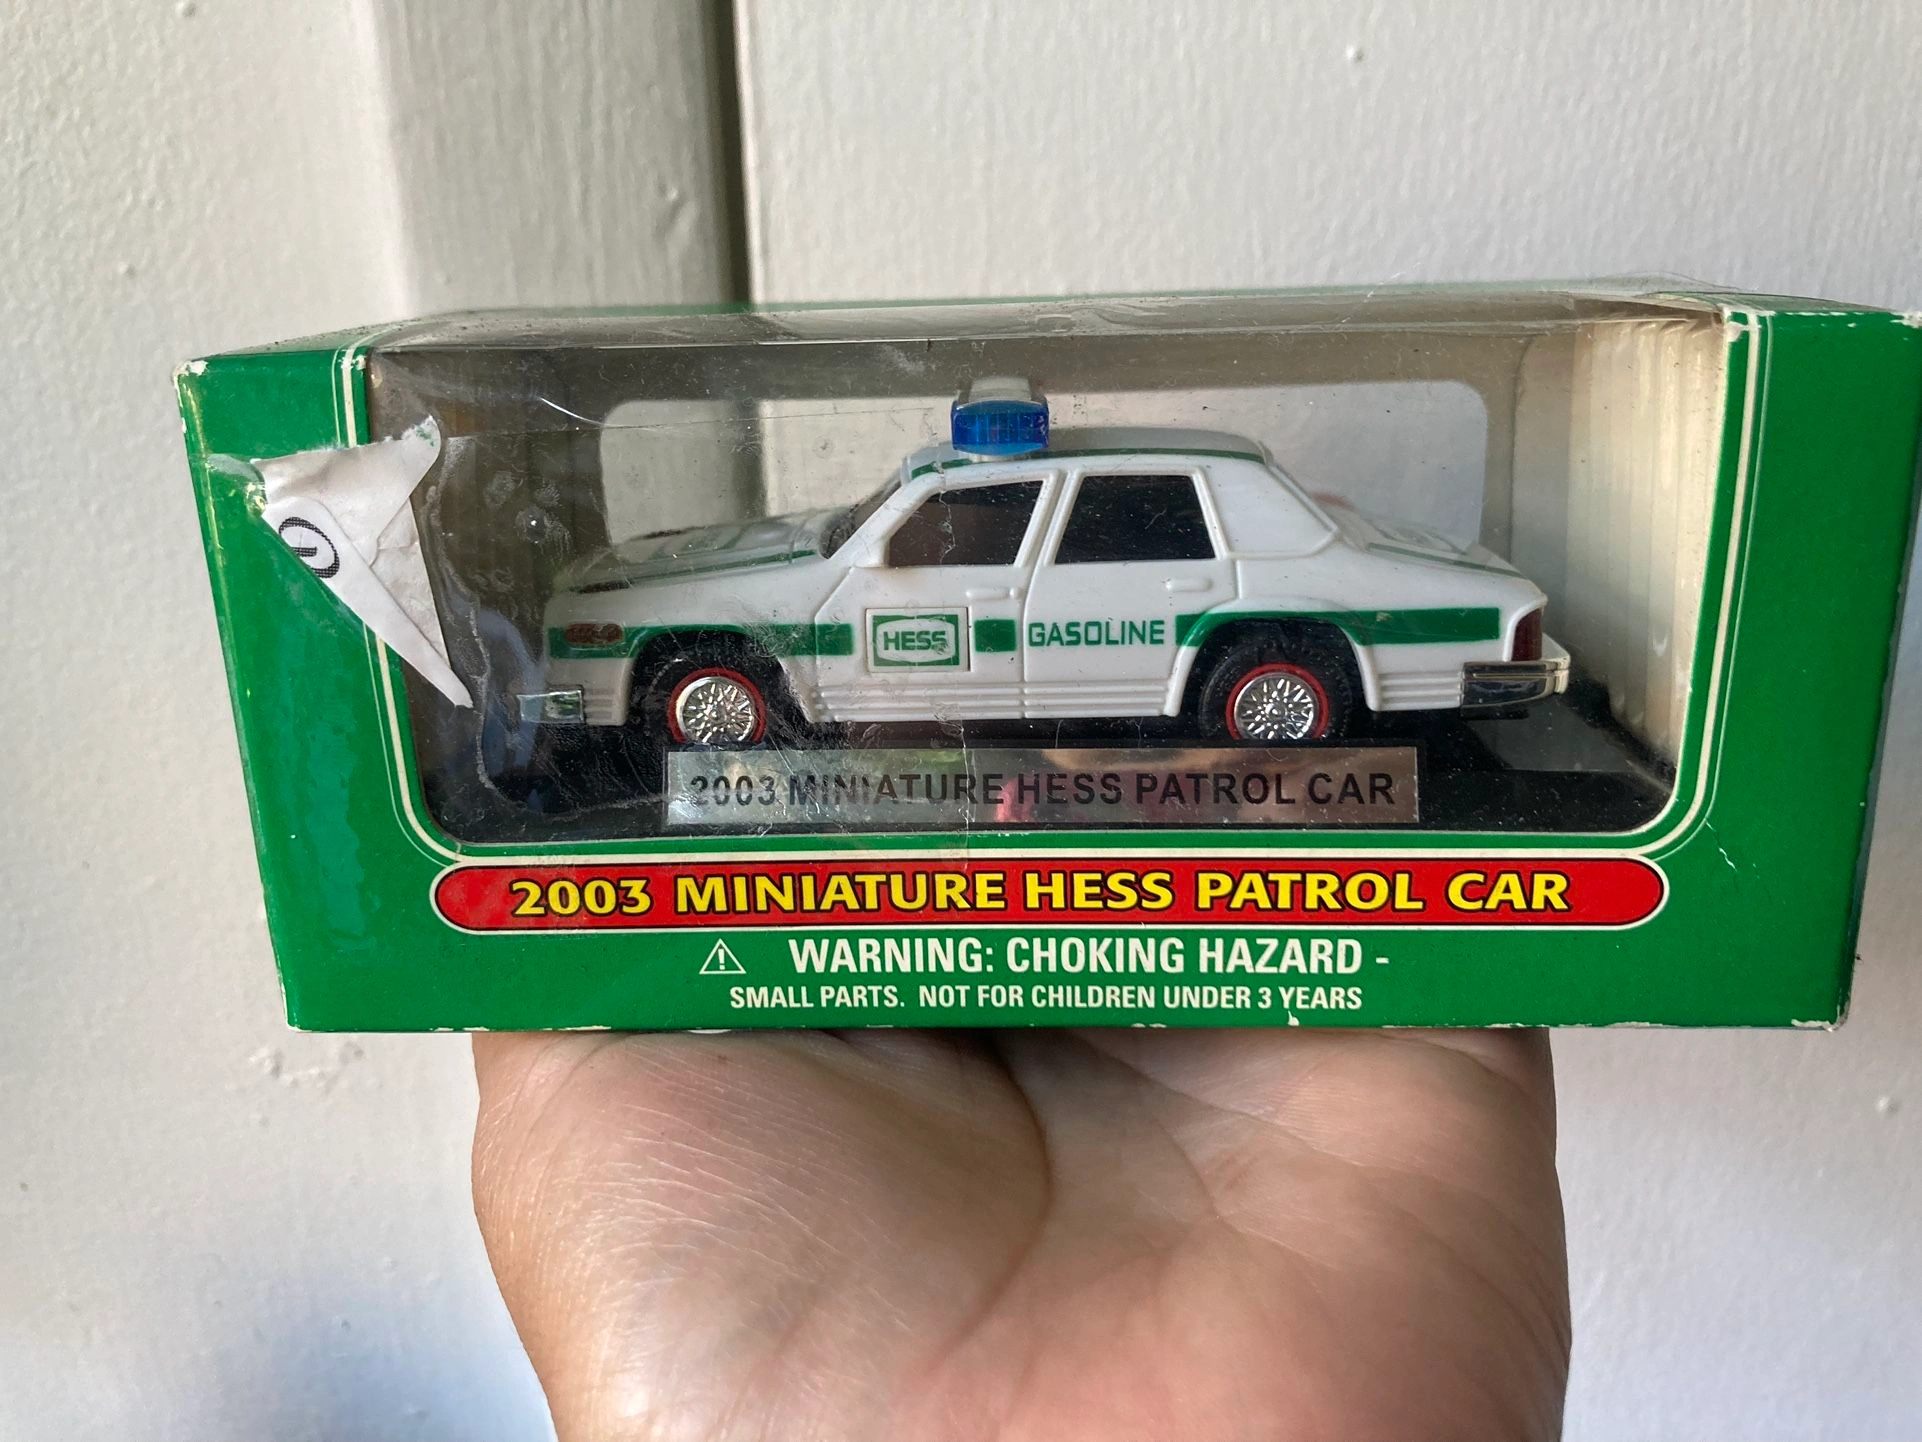 HESS
GASOLINE
2003 MINIATURE HESS PATROL CAR
2003 MINIATURE HESS PATROL CAR
WARNING: CHOKING HAZARD -
SMALL PARTS. NOT FOR CHILDREN UNDER 3 YEARS